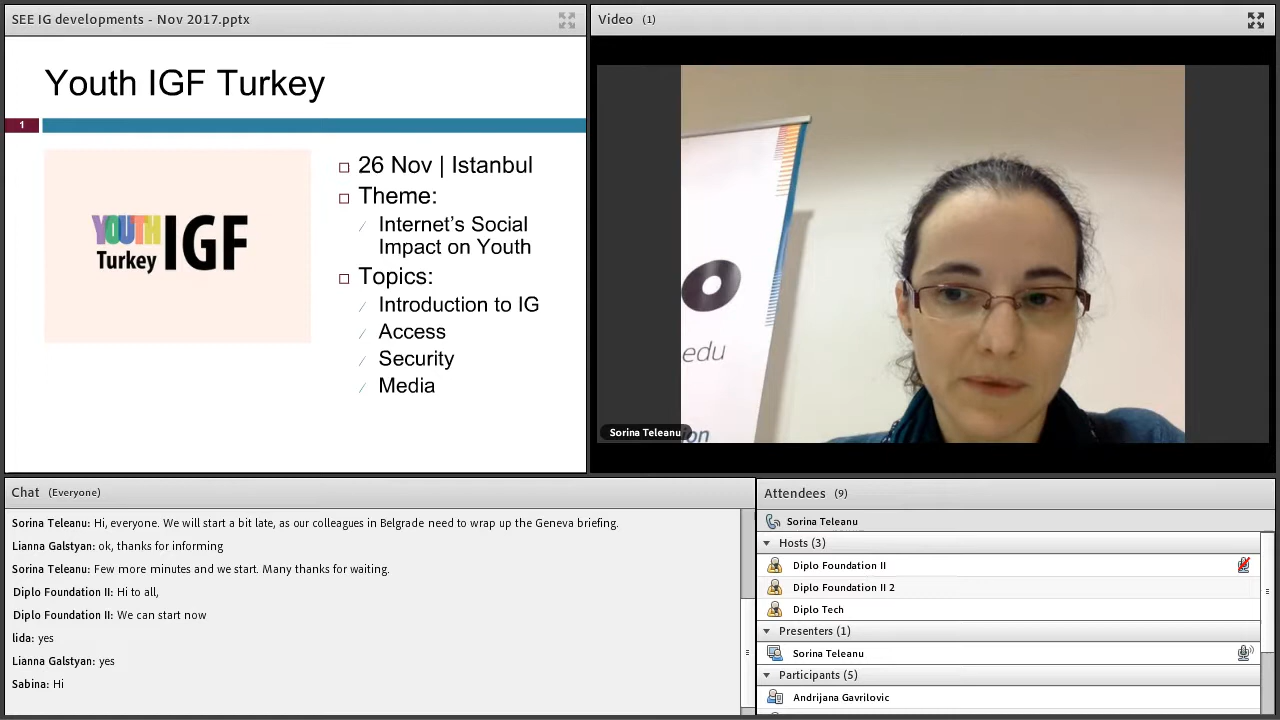 SEE IG developments - Nov 2017.pptx
Youth IGF Turkey
1
YOUTH
Turkey IGF
26 Nov | Istanbul
Theme:
Internet's Social
Impact on Youth
Topics:
Introduction to IG
Access
Security
Media
Video (1)
o
edu
on
Sorina Teleanu
Chat (Everyone)
Sorina Teleanu: Hi, everyone. We will start a bit late, as our colleagues in Belgrade need to wrap up the Geneva briefing.
Lianna Galstyan: ok, thanks for informing
Sorina Teleanu: Few more minutes and we start. Many thanks for waiting.
Diplo Foundation II: Hi to all,
Diplo Foundation II: We can start now
lida: yes
Lianna Galstyan: yes
Sabina: Hi
Attendees (9)
Sorina Teleanu
Hosts (3)
Diplo Foundation II
Diplo Foundation II 2
Diplo Tech
Presenters (1)
Sorina Teleanu
Participants (5)
Andrijana Gavrilovic